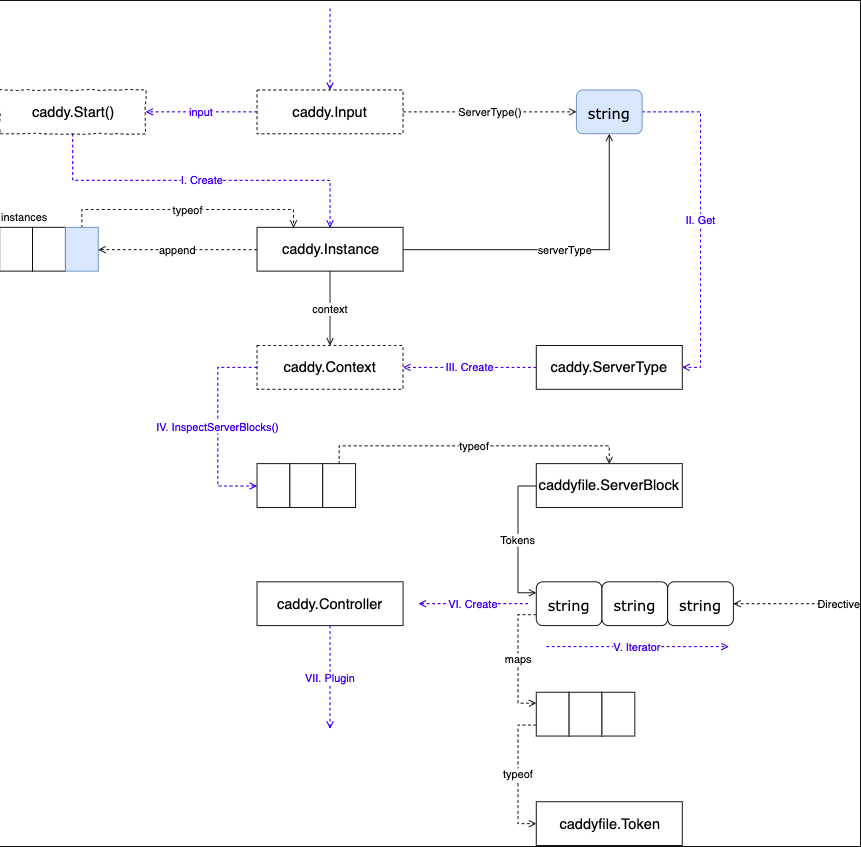 caddy.Start()
input
caddy.Input
ServerType()
string
I. Create
II. Get
instances
typeof
append
caddy.Instance
serverType
context
caddy.Context
III. Create
caddy.ServerType
IV. InspectServerBlocks()
typeof
caddyfile.ServerBlock
Tokens
caddy.Controller
VI. Create
string
string
string
Directive
V. Iterator
maps
VII. Plugin
typeof
caddyfile.Token